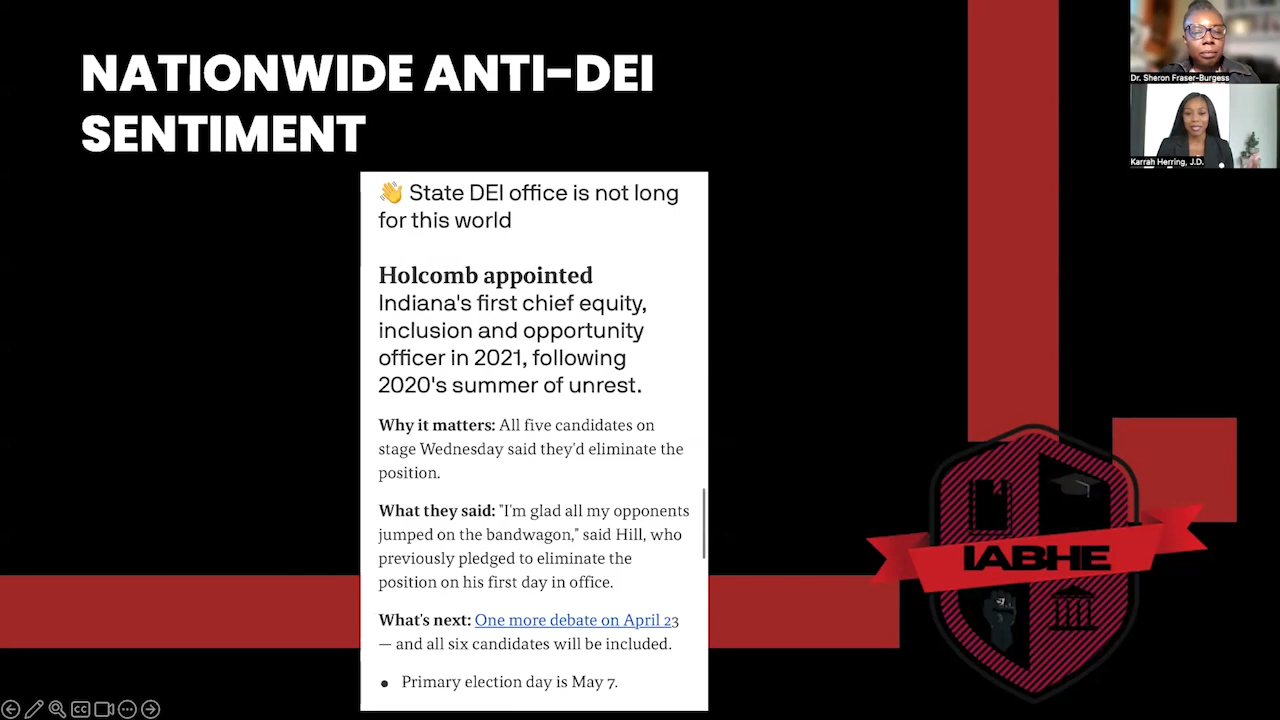 NATIONWIDE ANTI-DEI
SENTIMENT
👋 State DEI office is not long
for this world
Holcomb appointed
Indiana's first chief equity,
inclusion and opportunity
officer in 2021, following
2020's summer of unrest.
Why it matters: All five candidates on
stage Wednesday said they'd eliminate the
position.
What they said: "I'm glad all my opponents
jumped on the bandwagon," said Hill, who
previously pledged to eliminate the
position on his first day in office.
What's next: One more debate on April 23
— and all six candidates will be included.
● Primary election day is May 7.
Dr. Sheron Fraser-Burgess
Karrah Herring, J.D.
IABHE
CC